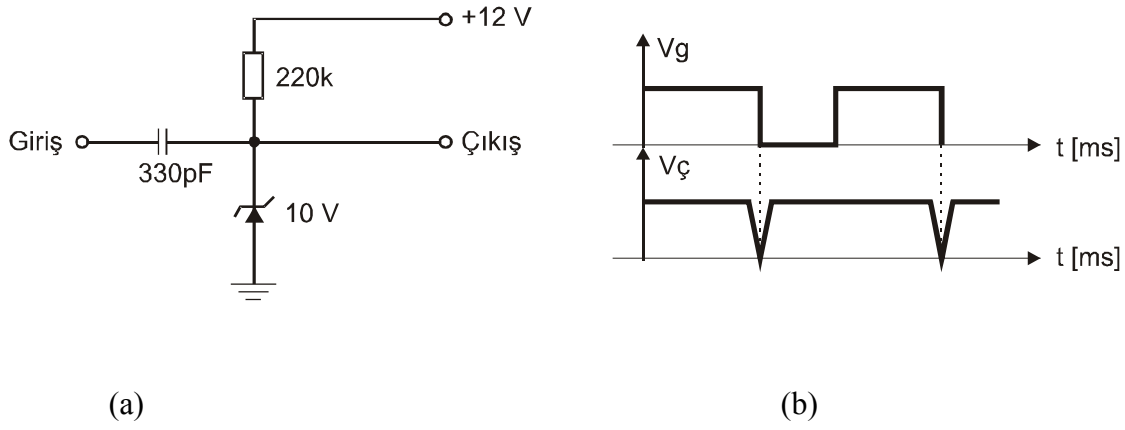 +12 V
220k
Giriş
Çıkış
330pF
10 V
(a)
Vg
t [ms]
Vç
t [ms]
(b)